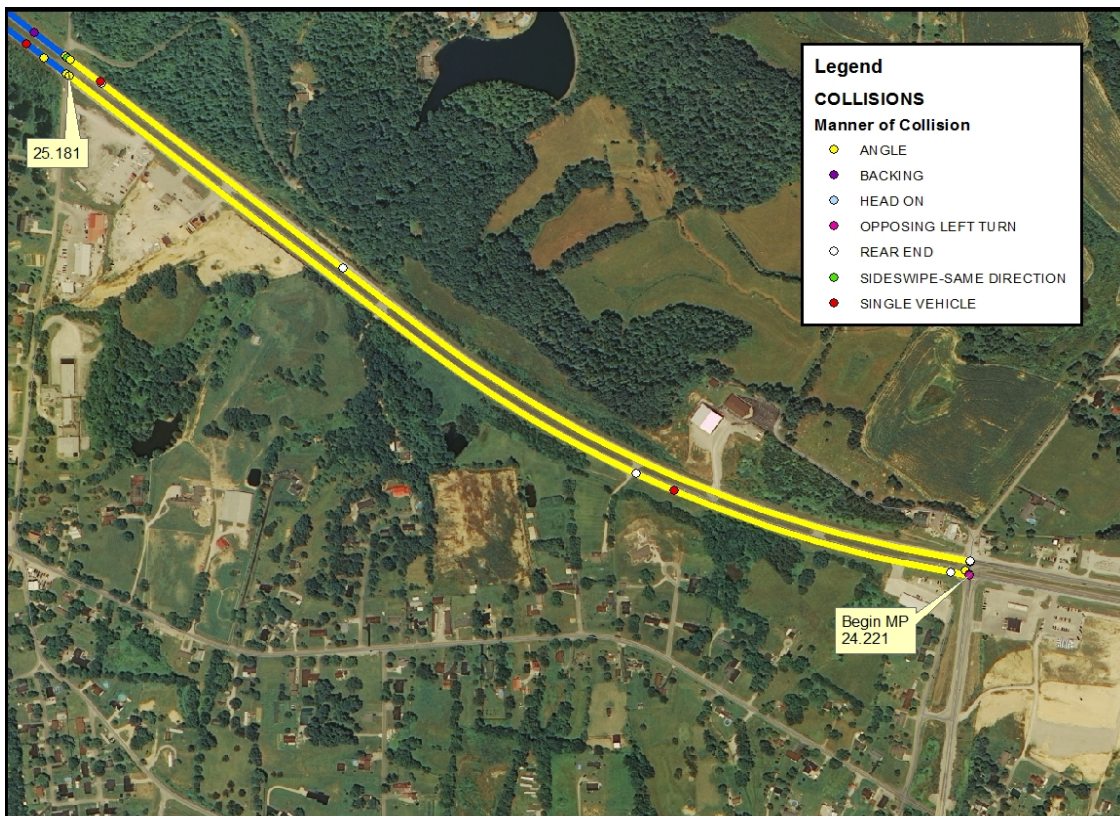 Legend
COLLISIONS
Manner of Collision
ANGLE
BACKING
HEAD ON
OPPOSING LEFT TURN
REAR END
SIDESWIPE-SAME DIRECTION
SINGLE VEHICLE
25.181
Begin MP
24.221